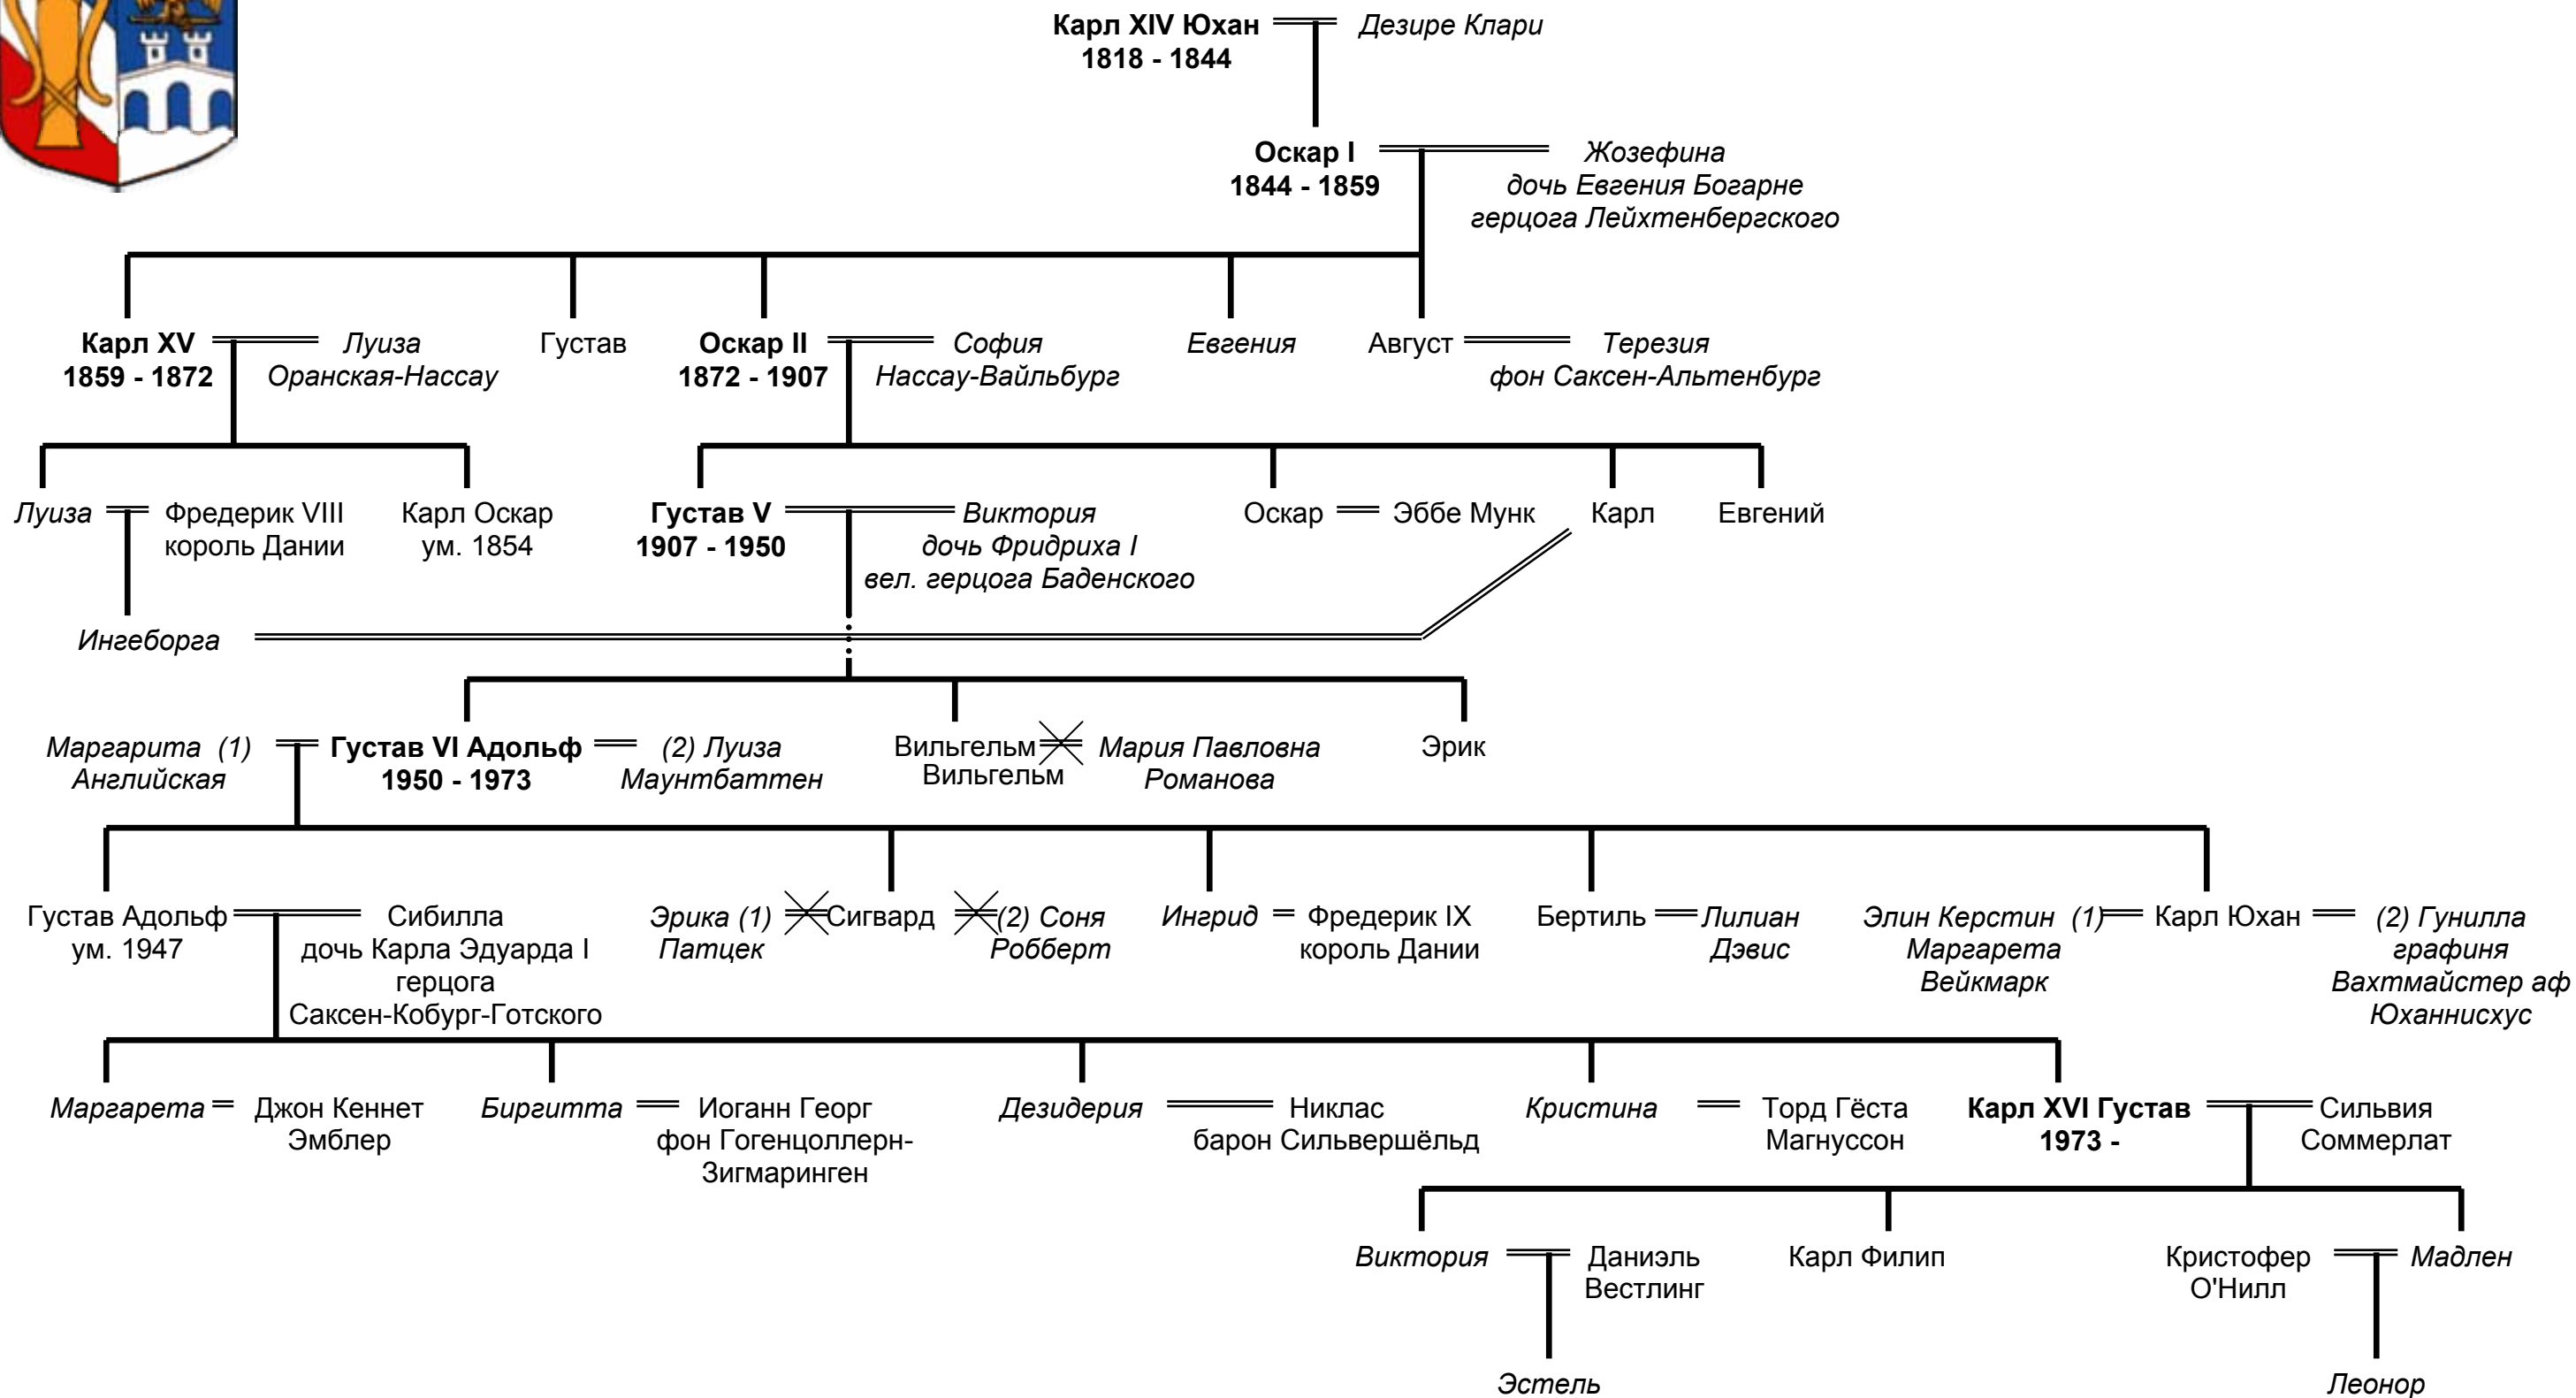 Карл XIV Юхан
1818 - 1844
Дезире Клари
Оскар I
1844 - 1859
Жозефина
дочь Евгения Богарне
герцога Лейхтенбергского
Карл XV
1859 - 1872
Луиза
Оранская-Нассау
Густав
Оскар II
1872 - 1907
София
Нассау-Вайльбург
Евгения
Август
Терезия
фон Саксен-Альтенбург
Луиза
Фредерик VIII
король Дании
Карл Оскар
ум. 1854
Густав V
1907 - 1950
Виктория
дочь Фридриха I
вел. герцога Баденского
Оскар
Эббе Мунк
Карл
Евгений
Ингеборга
Маргарита (1)
Английская
Густав VI Адольф
1950 - 1973
(2) Луиза
Маунтбаттен
Вильгельм
Вильгельм
Мария Павловна
Романова
Эрик
Густав Адольф
ум. 1947
Сибилла
дочь Карла Эдуарда I
герцога
Саксен-Кобург-Готского
Эрика (1)
Патцек
Сигвард
(2) Соня
Робберт
Ингрид
Фредерик IX
король Дании
Бертиль
Лилиан
Дэвис
Элин Керстин (1)
Маргарета
Вейкмарк
Карл Юхан
(2) Гунилла
графиня
Вахтмайстер аф
Юханнисхус
Маргарета
Джон Кеннет
Эмблер
Биргитта
Иоганн Георг
фон Гогенцоллерн-
Зигмаринген
Дезидерия
Никлас
барон Сильвершёльд
Кристина
Торд Гёста
Магнуссон
Карл XVI Густав
1973 -
Сильвия
Соммерлат
Виктория
Даниэль
Вестлинг
Карл Филип
Кристофер
О'Нилл
Мадлен
Эстель
Леонор